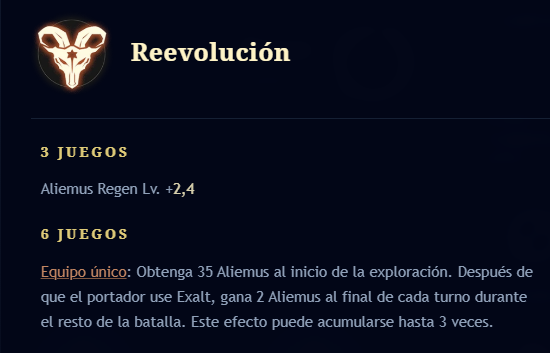 Reevolución
3 JUEGOS
Aliemus Regen Lv. +2,4
6 JUEGOS
Equipo único: Obtenga 35 Aliemus al inicio de la exploración. Después de
que el portador use Exalt, gana 2 Aliemus al final de cada turno durante
el resto de la batalla. Este efecto puede acumularse hasta 3 veces.